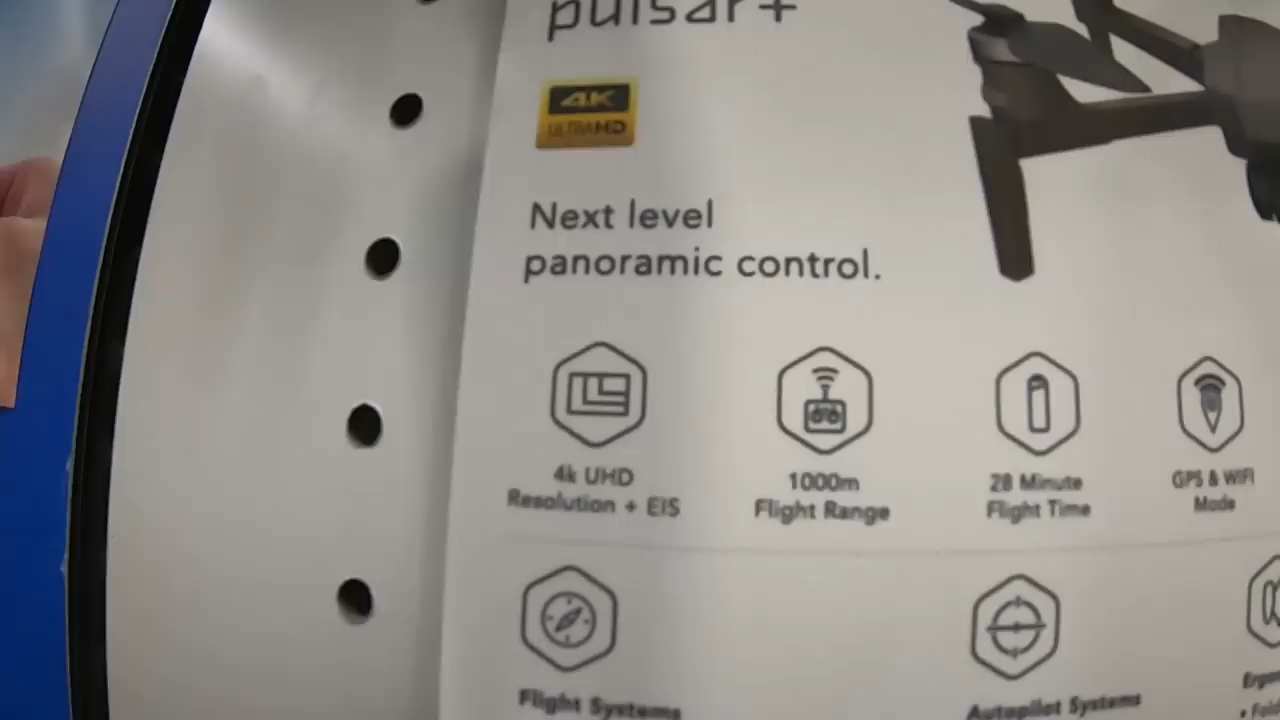 pulsar+
4K
ULTRA HD
Next level
panoramic control.
4k UHD
Resolution + EIS
1000m
Flight Range
28 Minute
Flight Time
GPS & WiFi
Mode
Flight Systems
Autopilot Systems